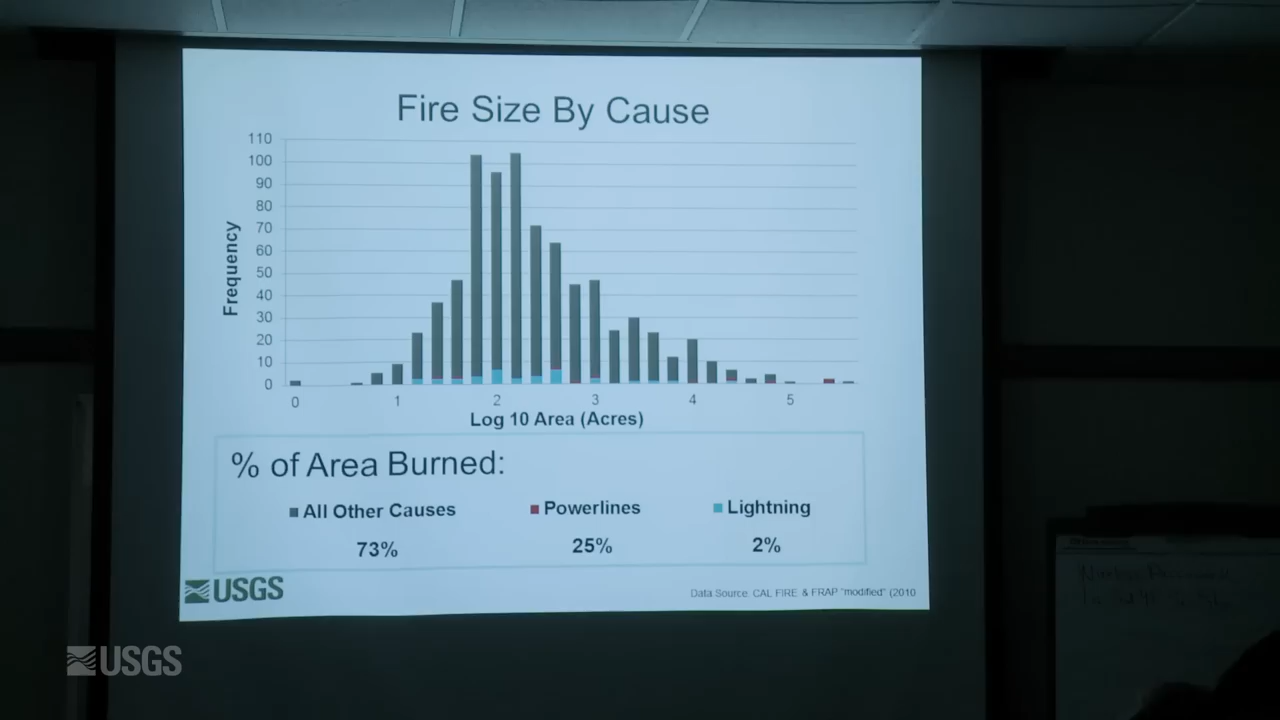 Fire Size By Cause
110
100
90
80
70
60
50
40
30
20
10
0
Frequency
0 1 2 3 4 5
Log 10 Area (Acres)
% of Area Burned:
All Other Causes Powerlines Lightning
73% 25% 2%
USGS
Data Source: CAL FIRE & FRAP "modified" (2010
USGS